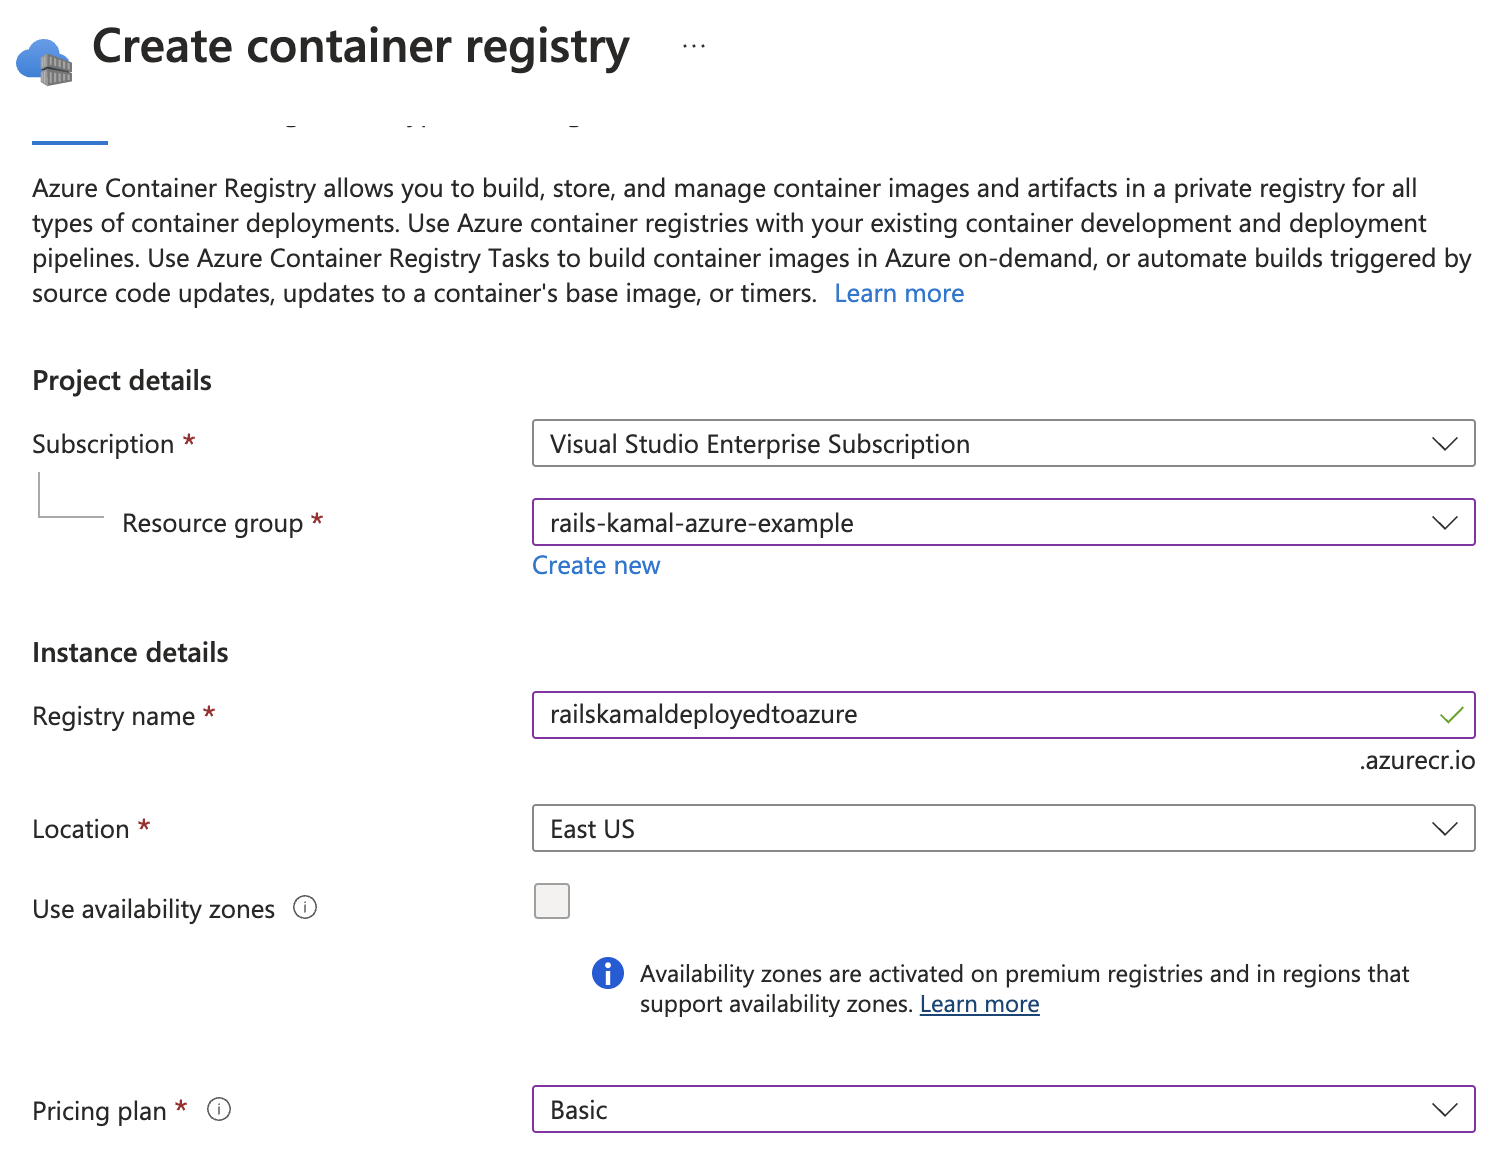 Create container registry ...
Azure Container Registry allows you to build, store, and manage container images and artifacts in a private registry for all
types of container deployments. Use Azure container registries with your existing container development and deployment
pipelines. Use Azure Container Registry Tasks to build container images in Azure on-demand, or automate builds triggered by
source code updates, updates to a container's base image, or timers. Learn more
Project details
Subscription * Visual Studio Enterprise Subscription
Resource group * rails-kamal-azure-example
Create new
Instance details
Registry name * railskamaldeployedtoazure
.azurecr.io
Location * East US
Use availability zones
Availability zones are activated on premium registries and in regions that
support availability zones. Learn more
Pricing plan * Basic